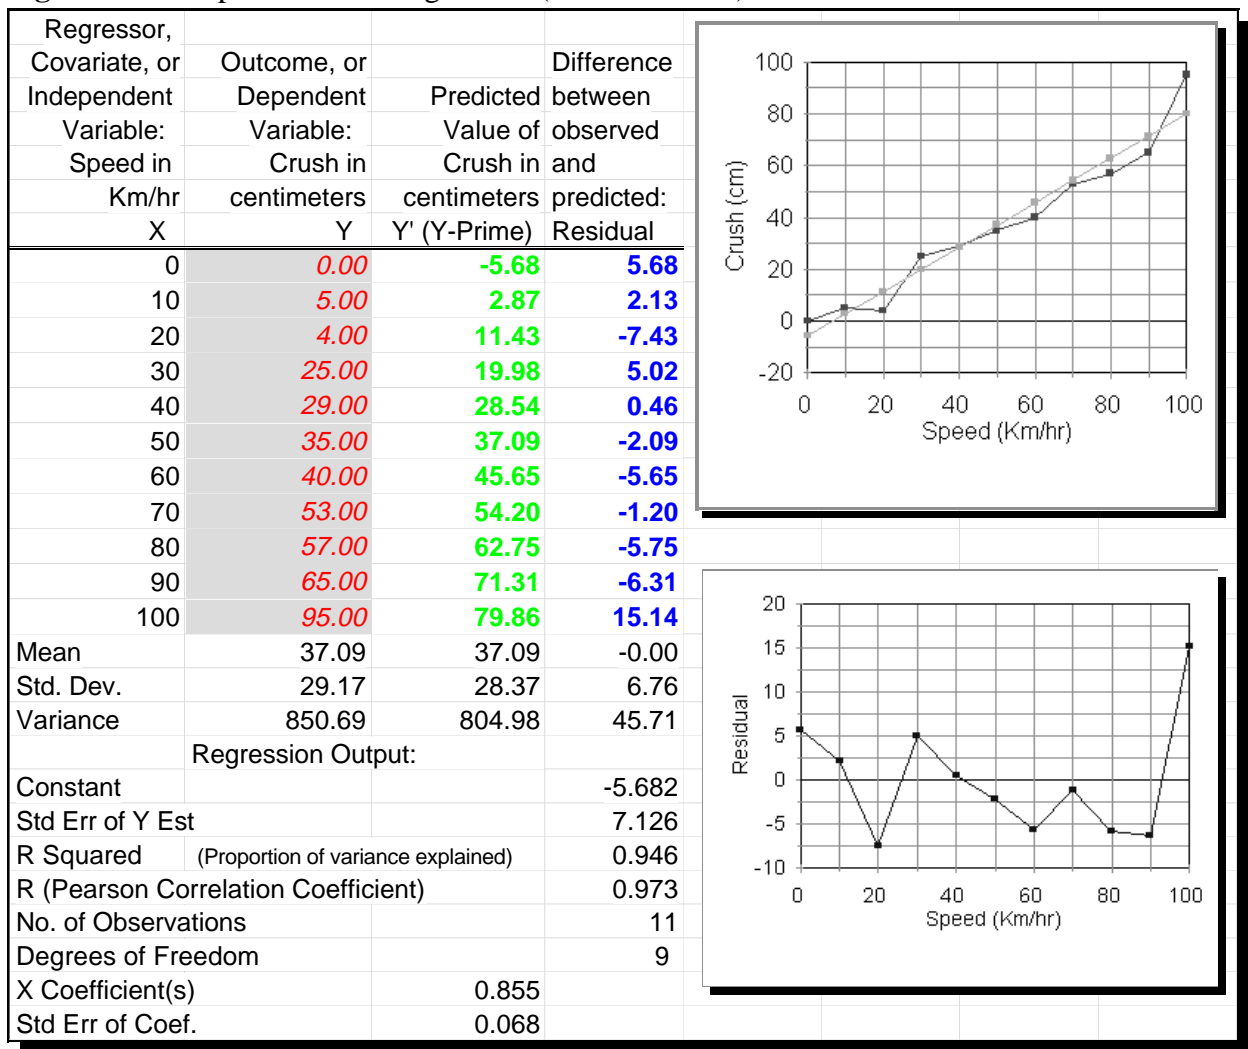 Regressor,
Covariate, or Outcome, or Difference
Independent Dependent Predicted between
Variable: Variable: Value of observed
Speed in Crush in Crush in and
Km/hr centimeters centimeters predicted:
X Y Y' (Y-Prime) Residual
0 0.00 -5.68 5.68
10 5.00 2.87 2.13
20 4.00 11.43 -7.43
30 25.00 19.98 5.02
40 29.00 28.54 0.46
50 35.00 37.09 -2.09
60 40.00 45.65 -5.65
70 53.00 54.20 -1.20
80 57.00 62.75 -5.75
90 65.00 71.31 -6.31
100 95.00 79.86 15.14
Mean 37.09 37.09 -0.00
Std. Dev. 29.17 28.37 6.76
Variance 850.69 804.98 45.71
Regression Output:
Constant -5.682
Std Err of Y Est 7.126
R Squared (Proportion of variance explained) 0.946
R (Pearson Correlation Coefficient) 0.973
No. of Observations 11
Degrees of Freedom 9
X Coefficient(s) 0.855
Std Err of Coef. 0.068
100
80
60
40
20
0
-20
Crush (cm)
0 20 40 60 80 100
Speed (Km/hr)
20
15
10
5
0
-5
-10
Residual
0 20 40 60 80 100
Speed (Km/hr)